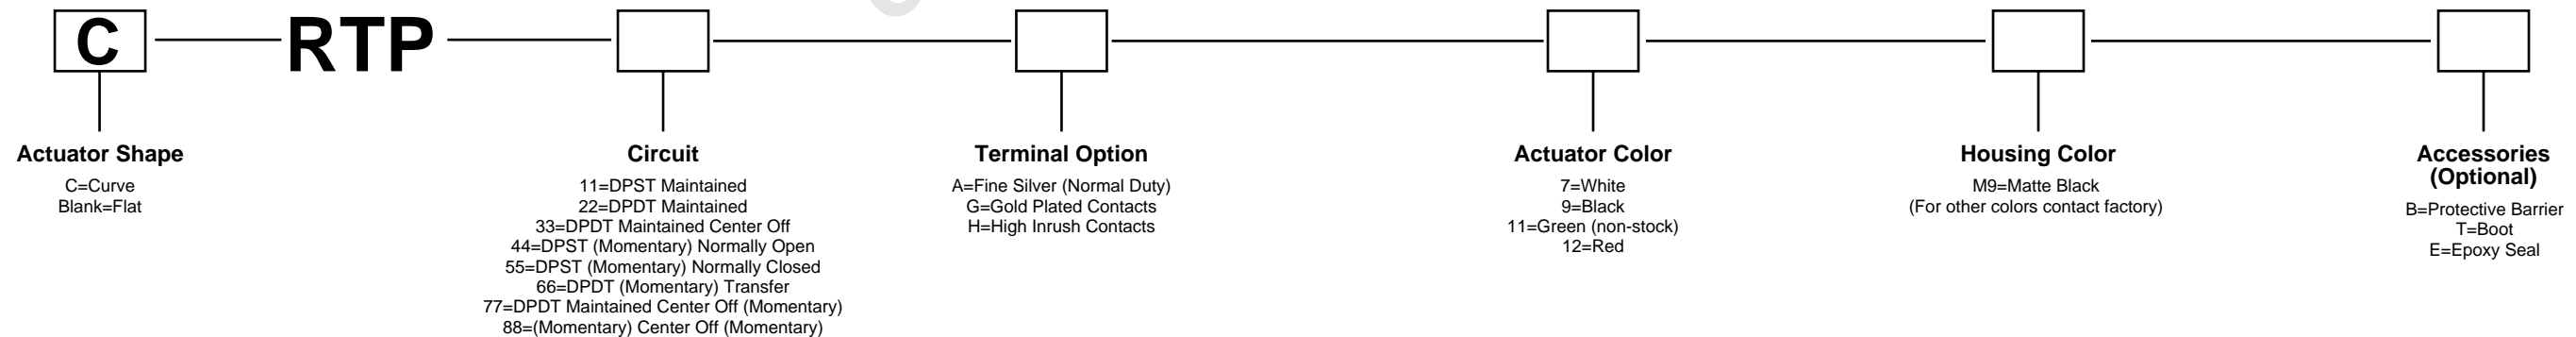 C RTP
Actuator Shape
C=Curve
Blank=Flat
Circuit
11=DPST Maintained
22=DPDT Maintained
33=DPDT Maintained Center Off
44=DPST (Momentary) Normally Open
55=DPST (Momentary) Normally Closed
66=DPDT (Momentary) Transfer
77=DPDT Maintained Center Off (Momentary)
88=(Momentary) Center Off (Momentary)
Terminal Option
A=Fine Silver (Normal Duty)
G=Gold Plated Contacts
H=High Inrush Contacts
Actuator Color
7=White
9=Black
11=Green (non-stock)
12=Red
Housing Color
M9=Matte Black
(For other colors contact factory)
Accessories
(Optional)
B=Protective Barrier
T=Boot
E=Epoxy Seal